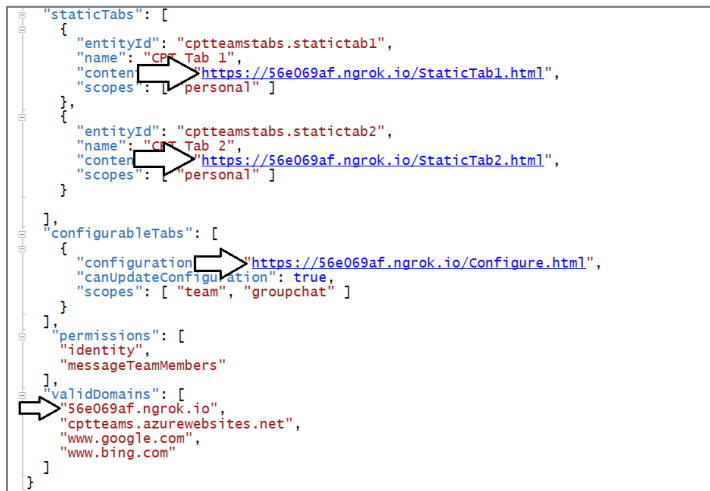 "staticTabs": [
{
"entityId": "cptteamstabs.statictab1",
"name": "CPT Tab 1",
"conten "https://56e069af.ngrok.io/StaticTab1.html",
"scopes": [ "personal" ]
},
{
"entityId": "cptteamstabs.statictab2",
"name": "CPT Tab 2",
"conten "https://56e069af.ngrok.io/StaticTab2.html",
"scopes": [ "personal" ]
}
],
"configurableTabs": [
{
"configuration "https://56e069af.ngrok.io/Configure.html",
"canUpdateConfiguration": true,
"scopes": [ "team", "groupchat" ]
}
],
"permissions": [
"identity",
"messageTeamMembers"
],
"validDomains": [
"56e069af.ngrok.io",
"cptteams.azurewebsites.net",
"www.google.com",
"www.bing.com"
]
}